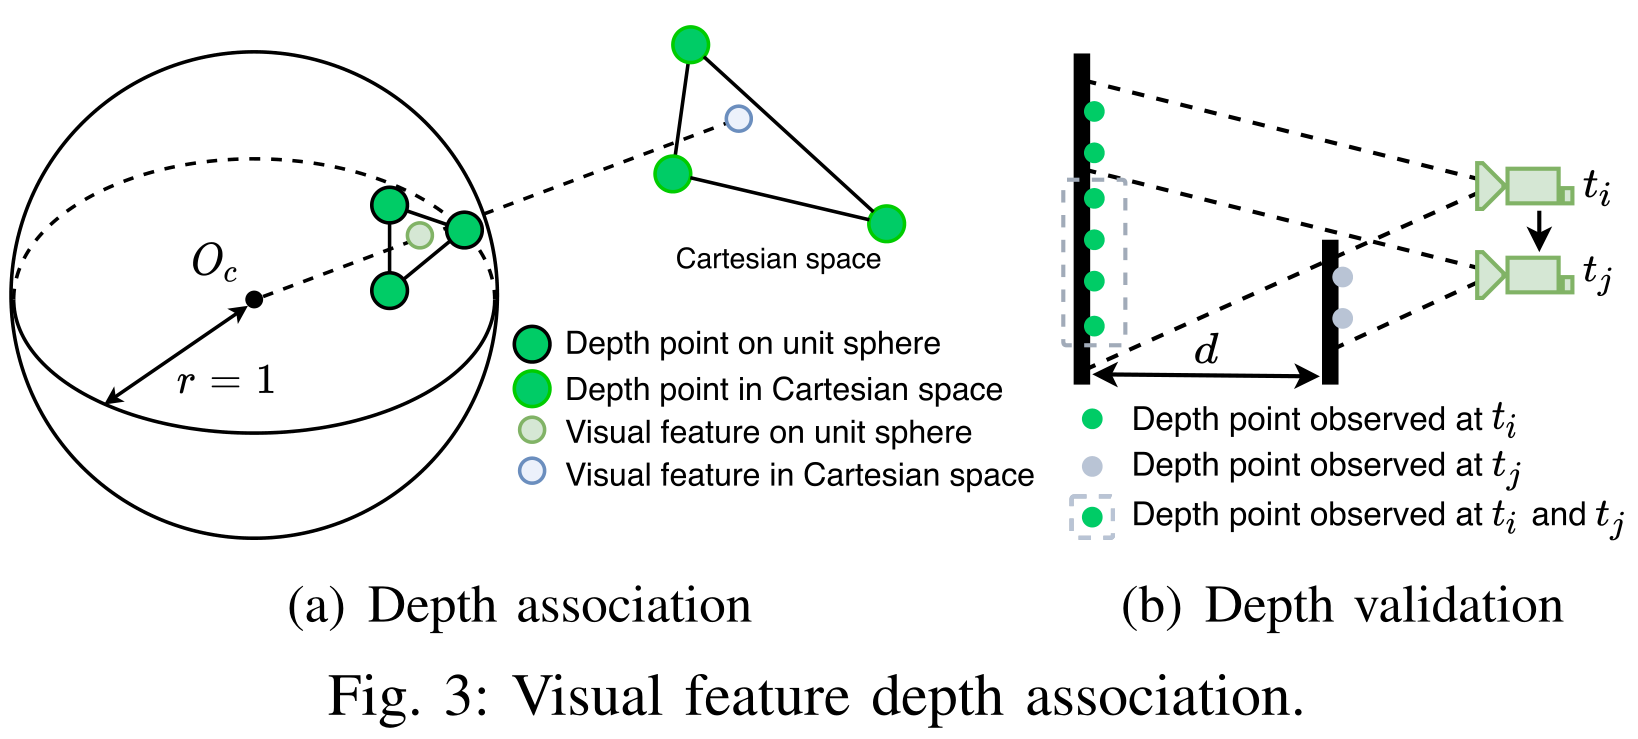 O_c
r = 1
Cartesian space
Depth point on unit sphere
Depth point in Cartesian space
Visual feature on unit sphere
Visual feature in Cartesian space
t_i
t_j
d
Depth point observed at t_i
Depth point observed at t_j
Depth point observed at t_i and t_j
(a) Depth association
(b) Depth validation
Fig. 3: Visual feature depth association.